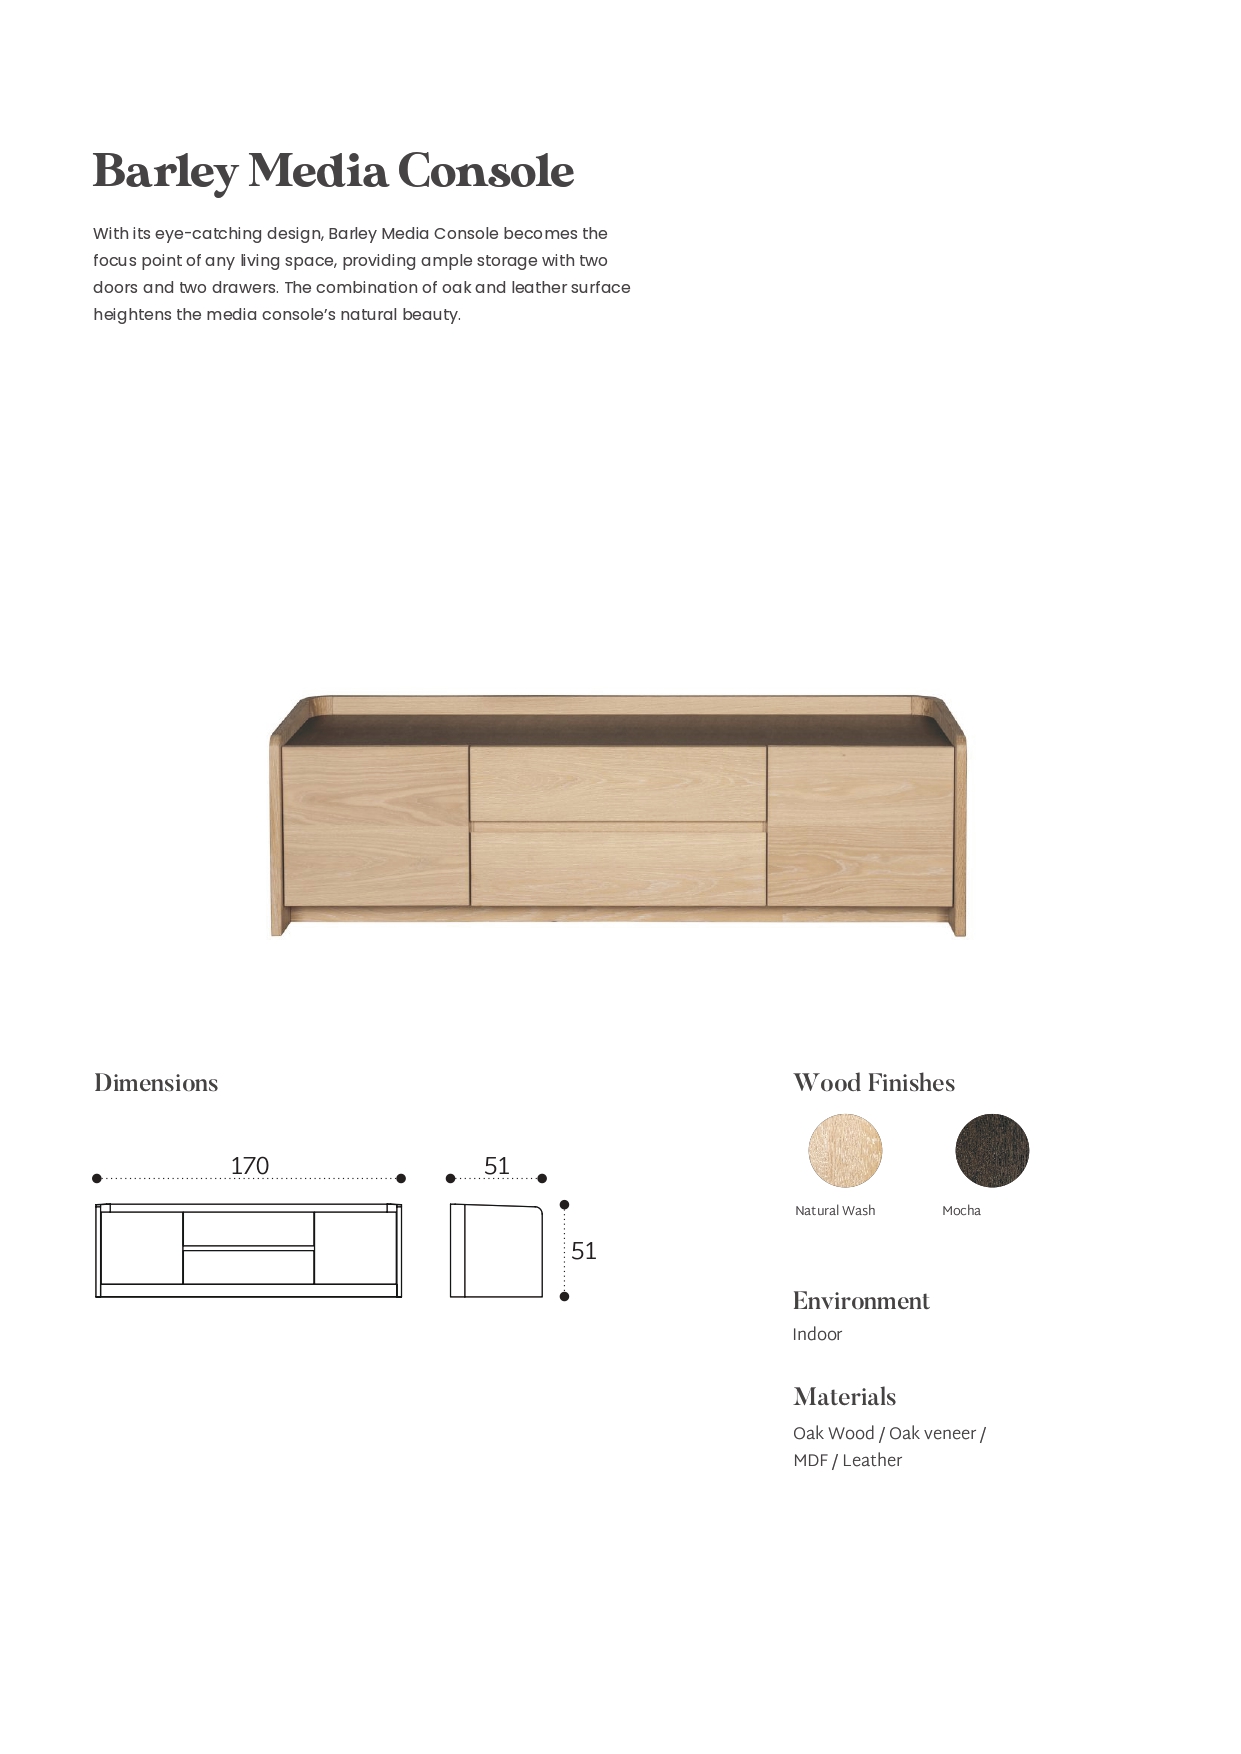 Barley Media Console
With its eye-catching design, Barley Media Console becomes the
focus point of any living space, providing ample storage with two
doors and two drawers. The combination of oak and leather surface
heightens the media console's natural beauty.
Dimensions
170
51
51
Wood Finishes
Natural Wash
Mocha
Environment
Indoor
Materials
Oak Wood / Oak veneer /
MDF / Leather